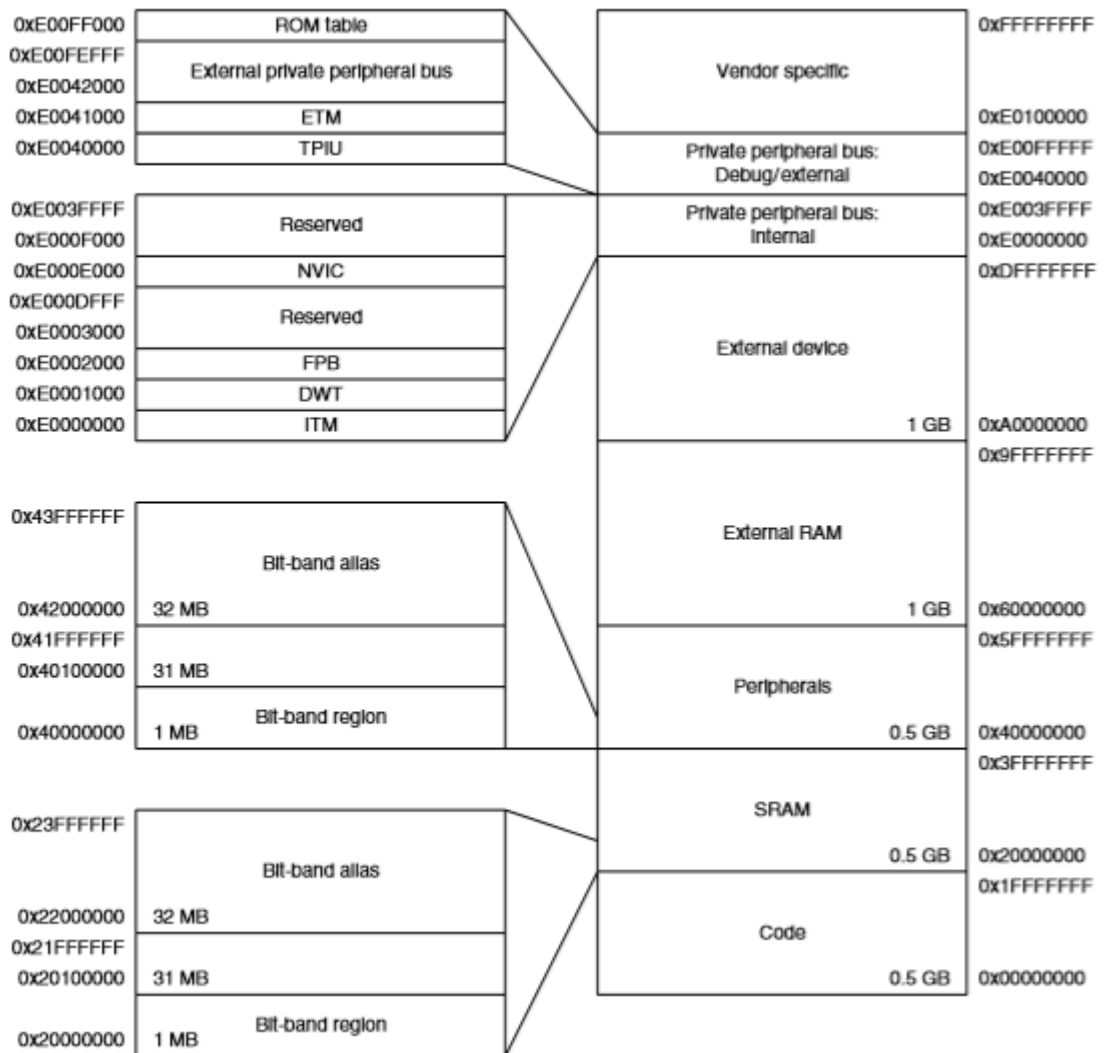 0xE00FF000 ROM table
0xE00FEFFF
External private peripheral bus
0xE0042000
0xE0041000 ETM
0xE0040000 TPIU
0xE003FFFF
Reserved
0xE000F000
0xE000E000 NVIC
0xE000DFFF
Reserved
0xE0003000
0xE0002000 FPB
0xE0001000 DWT
0xE0000000 ITM
0x43FFFFFF
Bit-band alias
0x42000000 32 MB
0x41FFFFFF
0x40100000 31 MB
Bit-band region
0x40000000 1 MB
0x23FFFFFF
Bit-band alias
0x22000000 32 MB
0x21FFFFFF
0x20100000 31 MB
Bit-band region
0x20000000 1 MB
0xFFFFFFFF
Vendor specific
0xE0100000
Private peripheral bus: 0xE00FFFFF
Debug/external 0xE0040000
Private peripheral bus: 0xE003FFFF
Internal 0xE0000000
0xDFFFFFFF
External device
1 GB 0xA0000000
0x9FFFFFFF
External RAM
1 GB 0x60000000
0x5FFFFFFF
Peripherals
0.5 GB 0x40000000
0x3FFFFFFF
SRAM
0.5 GB 0x20000000
0x1FFFFFFF
Code
0.5 GB 0x00000000